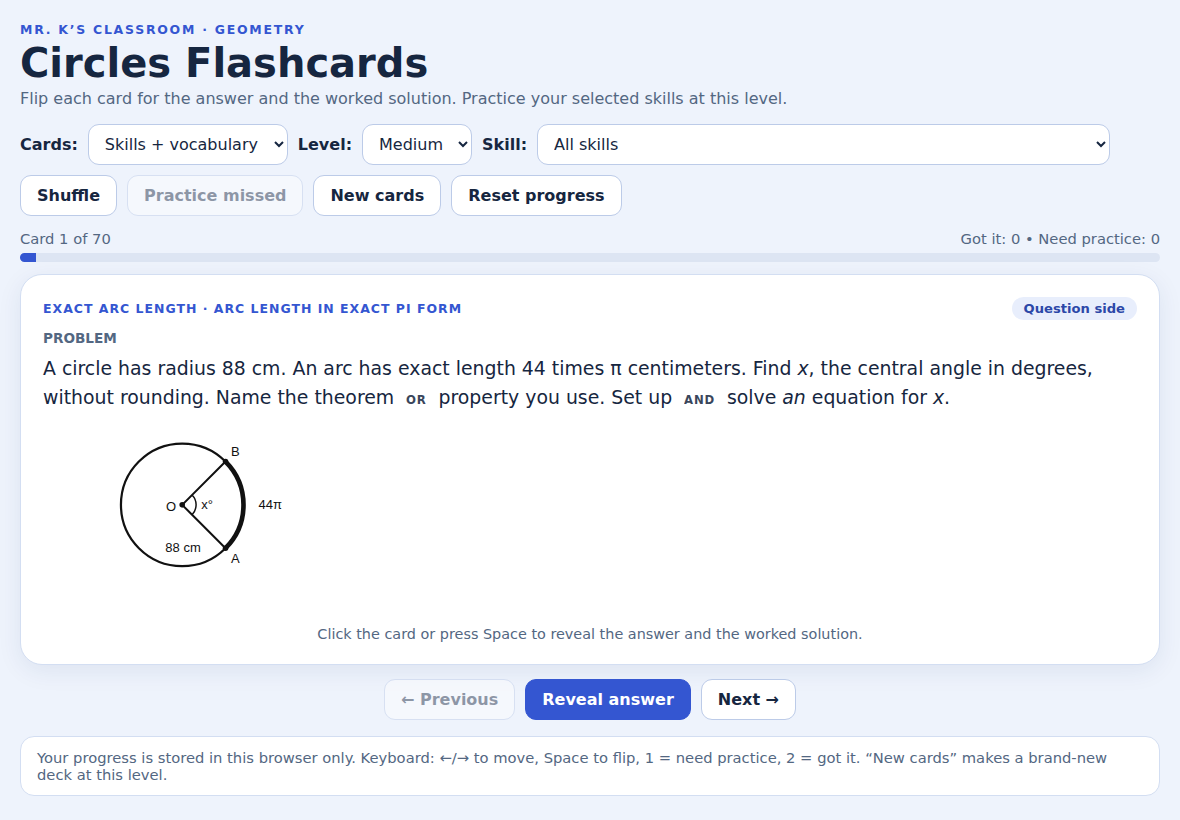 MR. K'S CLASSROOM · GEOMETRY
Circles Flashcards
Flip each card for the answer and the worked solution. Practice your selected skills at this level.
Cards: Skills + vocabulary Level: Medium Skill: All skills
Shuffle Practice missed New cards Reset progress
Card 1 of 70 Got it: 0 • Need practice: 0
EXACT ARC LENGTH · ARC LENGTH IN EXACT PI FORM Question side
PROBLEM
A circle has radius 88 cm. An arc has exact length 44 times π centimeters. Find x, the central angle in degrees,
without rounding. Name the theorem OR property you use. Set up AND solve an equation for x.
B
O x° 44π
88 cm
A
Click the card or press Space to reveal the answer and the worked solution.
← Previous Reveal answer Next →
Your progress is stored in this browser only. Keyboard: ←/→ to move, Space to flip, 1 = need practice, 2 = got it. “New cards” makes a brand-new
deck at this level.